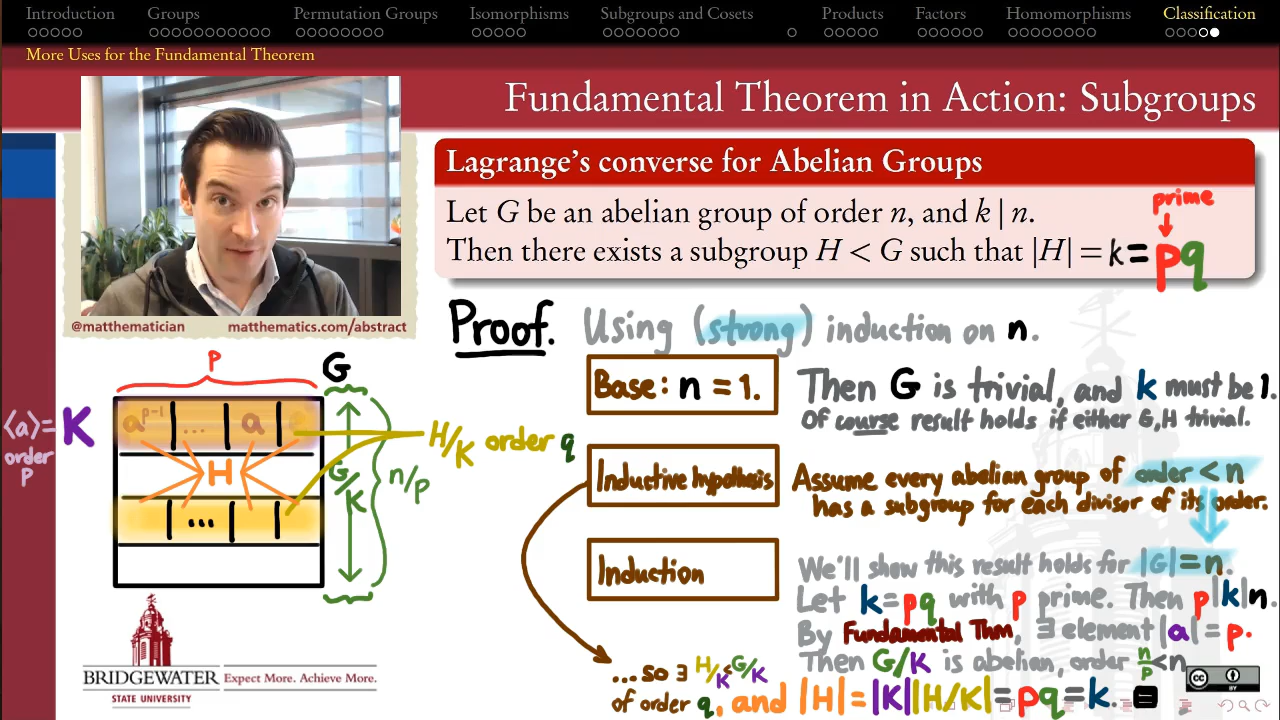 Introduction Groups Permutation Groups Isomorphisms Subgroups and Cosets Products Factors Homomorphisms Classification
More Uses for the Fundamental Theorem
Fundamental Theorem in Action: Subgroups
Lagrange's converse for Abelian Groups
Let G be an abelian group of order n, and k | n.
prime
Then there exists a subgroup H < G such that |H| = k = pq
@matthematician matthematics.com/abstract
Proof. Using (strong) induction on n.
Base: n = 1. Then G is trivial, and k must be 1.
Of course result holds if either G, H trivial.
Inductive hypothesis Assume every abelian group of order < n
has a subgroup for each divisor of its order.
Induction We'll show this result holds for |G| = n.
Let k = pq with p prime. Then p|k|n.
By Fundamental Thm, ∃ element |a| = p.
Then G/K is abelian, order n/p < n
...so ∃ H/K < G/K
of order q, and |H| = |K||H/K| = pq = k.
p G
⟨a⟩ = K
order
p
a^{p-1} ... a
H/K order q
H
G/K
n/p
...
BRIDGEWATER
STATE UNIVERSITY
Expect More. Achieve More.
CC BY